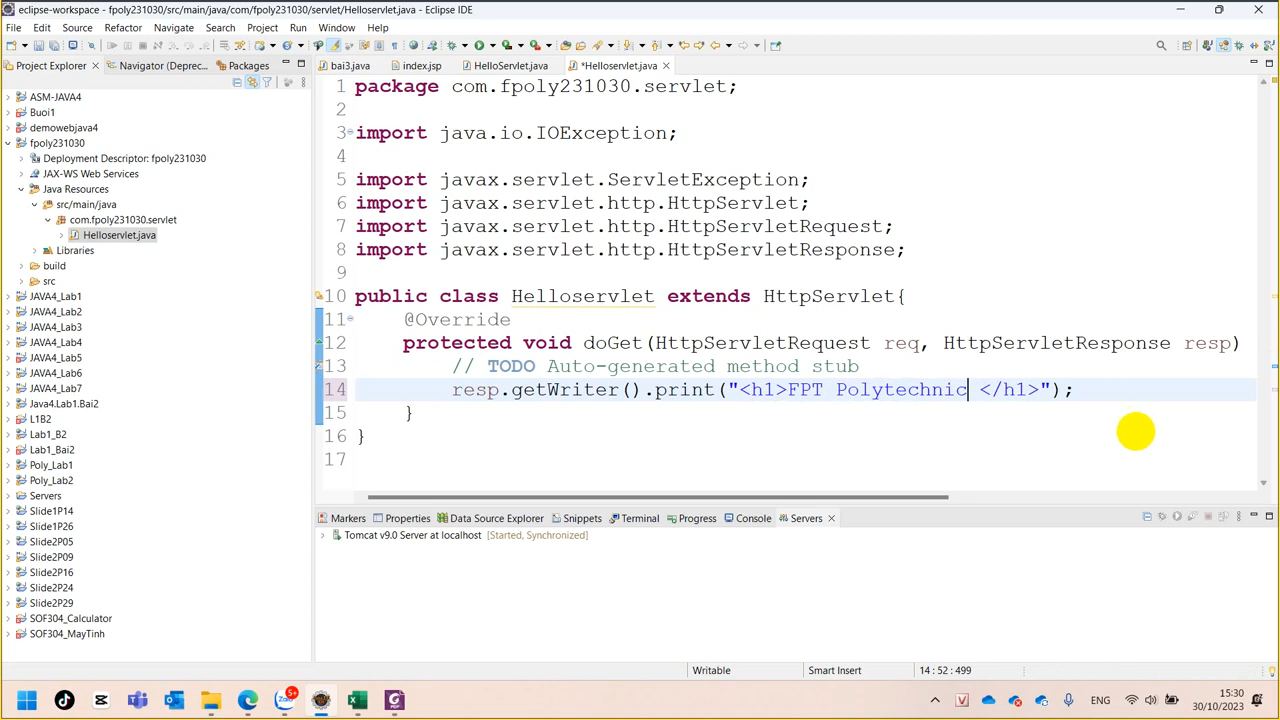 eclipse-workspace - fpoly231030/src/main/java/com/fpoly231030/servlet/Helloservlet.java - Eclipse IDE
File Edit Source Refactor Navigate Search Project Run Window Help
Project Explorer Navigator (Deprec... Packages
bai3.java index.jsp HelloServlet.java *Helloservlet.java
ASM-JAVA4
Buoi1
demowebjava4
fpoly231030
Deployment Descriptor: fpoly231030
JAX-WS Web Services
Java Resources
src/main/java
com.fpoly231030.servlet
Helloservlet.java
Libraries
build
src
JAVA4_Lab1
JAVA4_Lab2
JAVA4_Lab3
JAVA4_Lab4
JAVA4_Lab5
JAVA4_Lab6
JAVA4_Lab7
Java4.Lab1.Bai2
L1B2
Lab1_B2
Lab1_Bai2
Poly_Lab1
Poly_Lab2
Servers
Slide1P14
Slide1P26
Slide2P05
Slide2P09
Slide2P16
Slide2P24
Slide2P29
SOF304_Calculator
SOF304_MayTinh
1 package com.fpoly231030.servlet;
2
3 import java.io.IOException;
4
5 import javax.servlet.ServletException;
6 import javax.servlet.http.HttpServlet;
7 import javax.servlet.http.HttpServletRequest;
8 import javax.servlet.http.HttpServletResponse;
9
10 public class Helloservlet extends HttpServlet{
11 @Override
12 protected void doGet(HttpServletRequest req, HttpServletResponse resp)
13 // TODO Auto-generated method stub
14 resp.getWriter().print("<h1>FPT Polytechnic </h1>");
15 }
16 }
17
Markers Properties Data Source Explorer Snippets Terminal Progress Console Servers
Tomcat v9.0 Server at localhost [Started, Synchronized]
Writable Smart Insert 14 : 52 : 499
5+ Zalo
ENG
15:30
30/10/2023